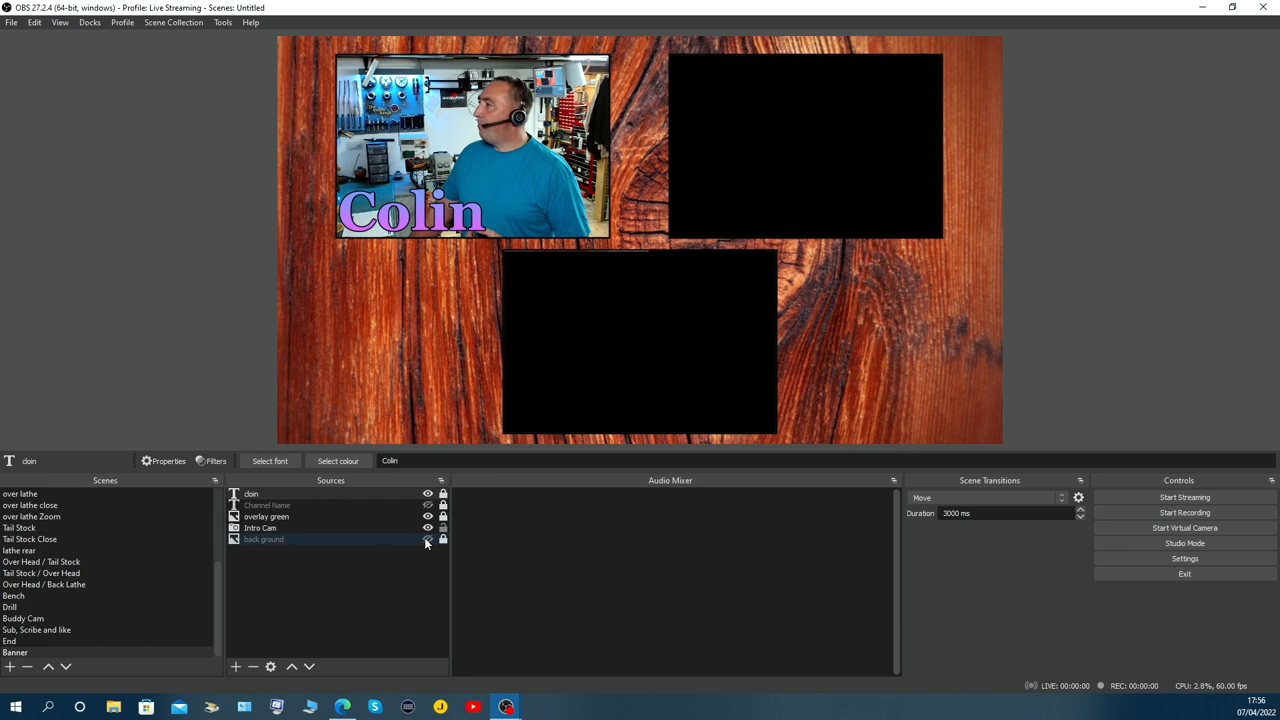 OBS 27.2.4 (64-bit, windows) - Profile: Live Streaming - Scenes: Untitled
File Edit View Docks Profile Scene Collection Tools Help
Colin
cloin Properties Filters Select font Select colour Colin
Scenes Sources Audio Mixer Scene Transitions Controls
over lathe
over lathe close
over lathe Zoom
Tail Stock
Tail Stock Close
lathe rear
Over Head / Tail Stock
Tail Stock / Over Head
Over Head / Back Lathe
Bench
Drill
Buddy Cam
Sub, Scribe and like
End
Banner
cloin
Channel Name
overlay green
Intro Cam
back ground
Move
Duration 3000 ms
Start Streaming
Start Recording
Start Virtual Camera
Studio Mode
Settings
Exit
LIVE: 00:00:00 REC: 00:00:00 CPU: 2.8%, 60.00 fps
17:56
07/04/2022